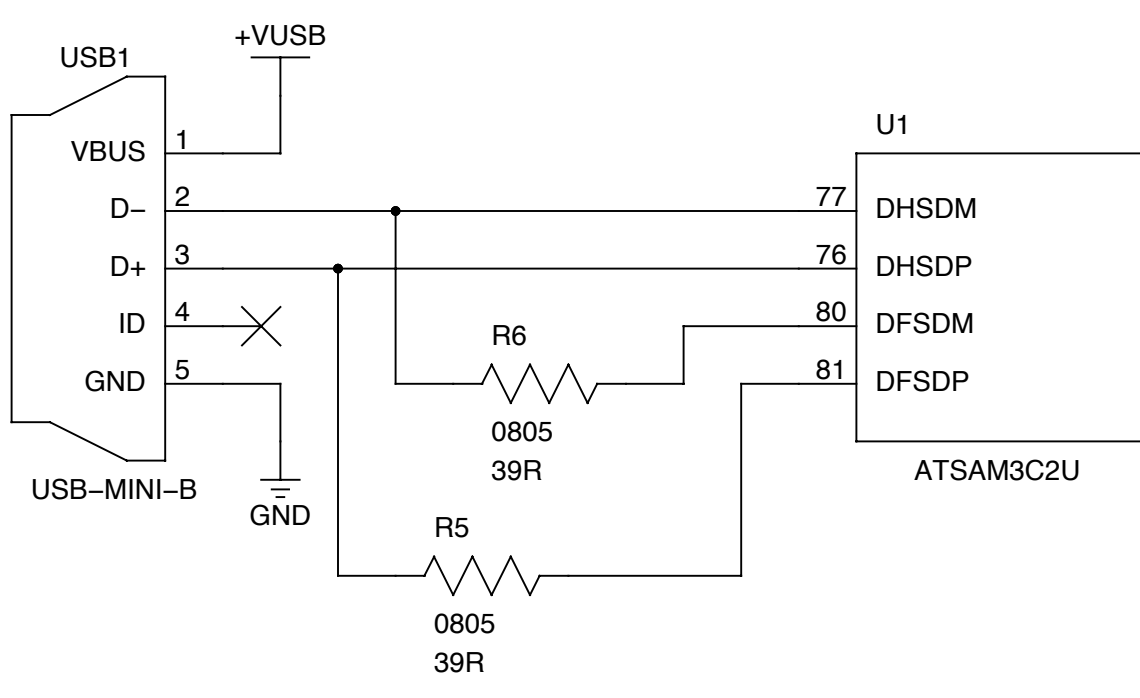 +VUSB
USB1
U1
VBUS 1
D− 2 77 DHSDM
D+ 3 76 DHSDP
ID 4 80 DFSDM
R6
GND 5 81 DFSDP
0805
39R
ATSAM3C2U
USB−MINI−B
GND
R5
0805
39R